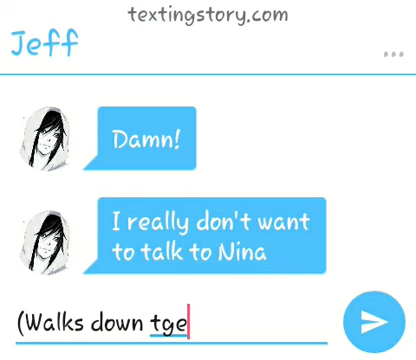 textingstory.com
Jeff
...
Damn!
I really don't want
to talk to Nina
(Walks down tge